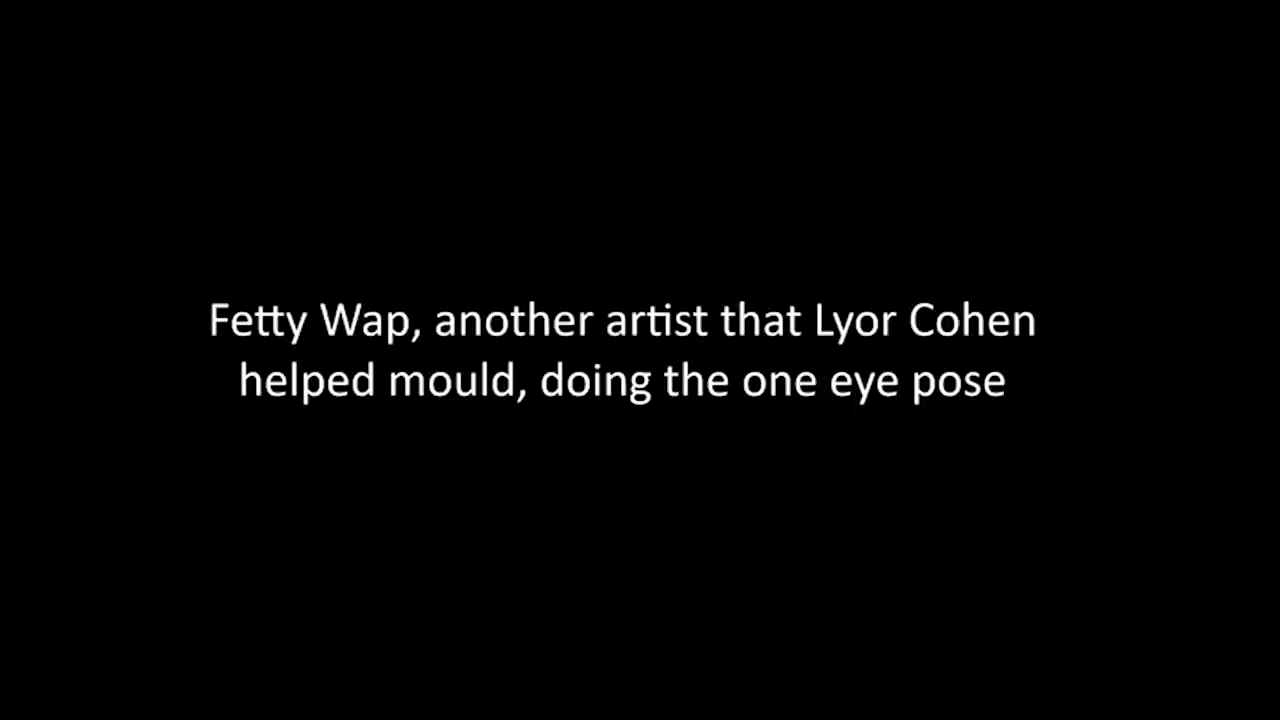 Fetty Wap, another artist that Lyor Cohen
helped mould, doing the one eye pose